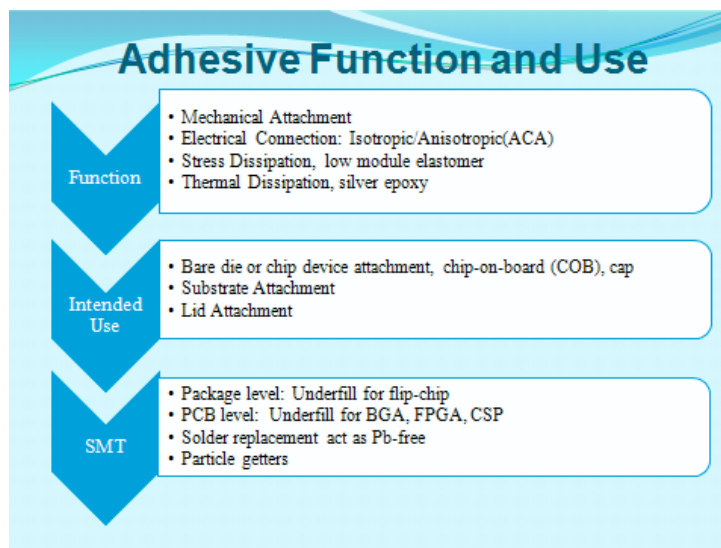 Adhesive Function and Use
Function
• Mechanical Attachment
• Electrical Connection: Isotropic/Anisotropic(ACA)
• Stress Dissipation, low module elastomer
• Thermal Dissipation, silver epoxy
Intended
Use
• Bare die or chip device attachment, chip-on-board (COB), cap
• Substrate Attachment
• Lid Attachment
SMT
• Package level: Underfill for flip-chip
• PCB level: Underfill for BGA, FPGA, CSP
• Solder replacement act as Pb-free
• Particle getters